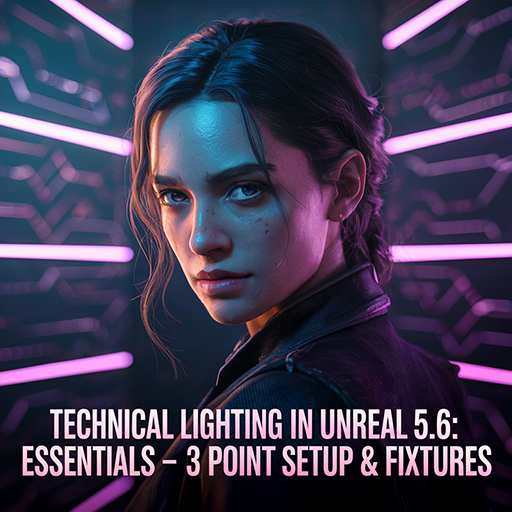 TECHNICAL LIGHTING IN UNREAL 5.6:
ESSENTIALS – 3 POINT SETUP & FIXTURES